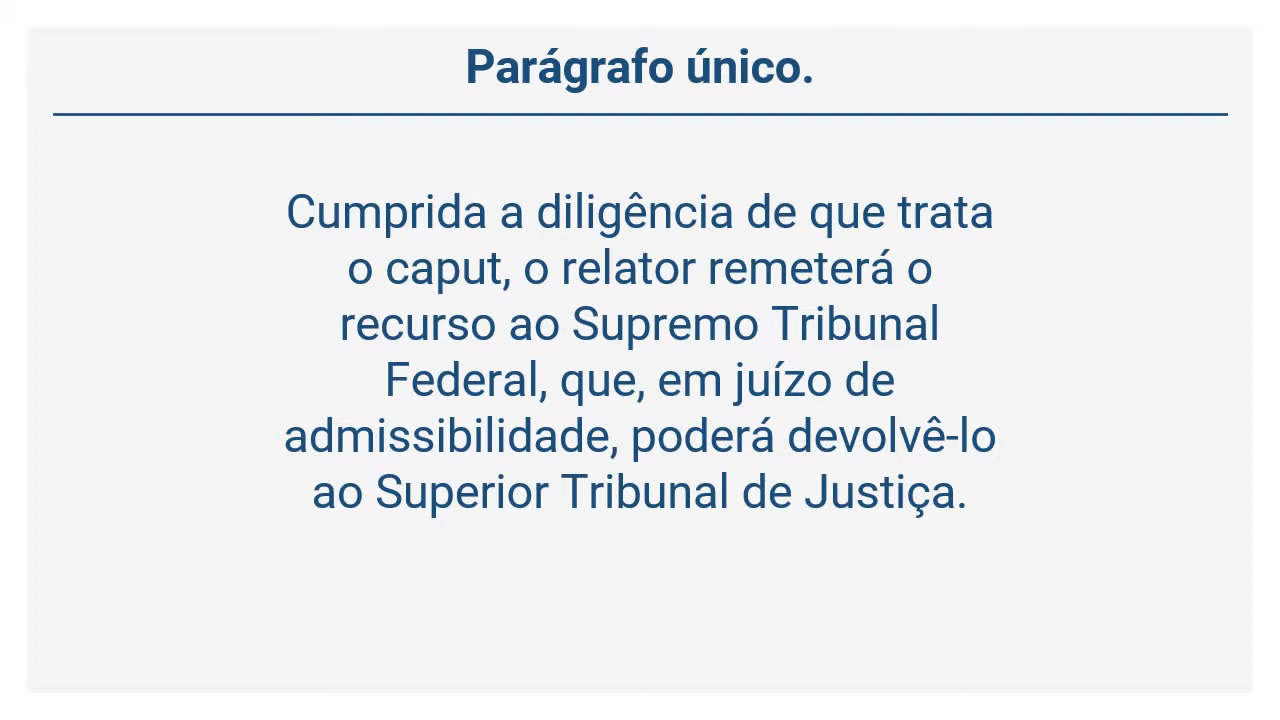 Parágrafo único.
Cumprida a diligência de que trata
o caput, o relator remeterá o
recurso ao Supremo Tribunal
Federal, que, em juízo de
admissibilidade, poderá devolvê-lo
ao Superior Tribunal de Justiça.